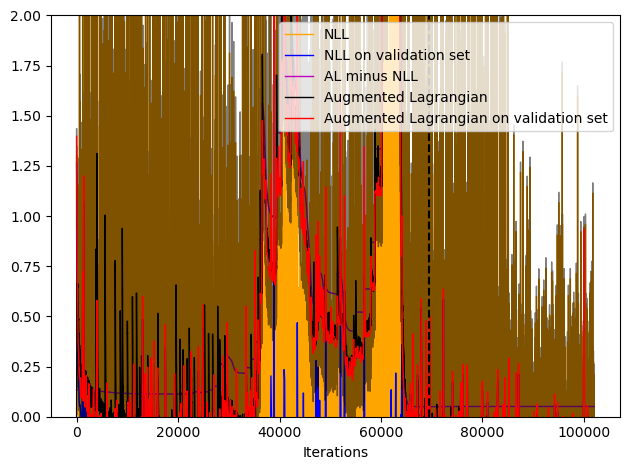 2.00
1.75
1.50
1.25
1.00
0.75
0.50
0.25
0.00
NLL
NLL on validation set
AL minus NLL
Augmented Lagrangian
Augmented Lagrangian on validation set
0 20000 40000 60000 80000 100000
Iterations